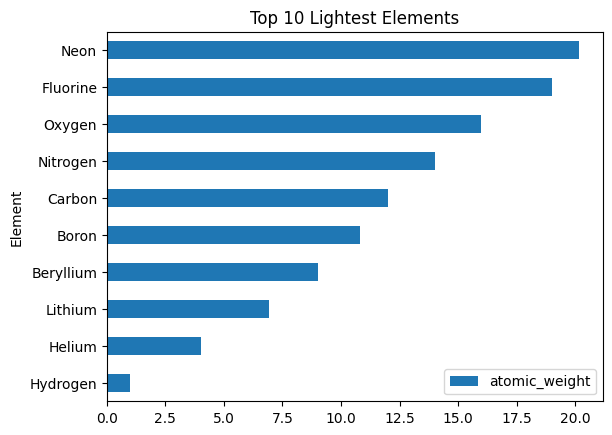 Top 10 Lightest Elements
Neon
Fluorine
Oxygen
Nitrogen
Carbon
Boron
Beryllium
Lithium
Helium
Hydrogen
Element
atomic_weight
0.0 2.5 5.0 7.5 10.0 12.5 15.0 17.5 20.0